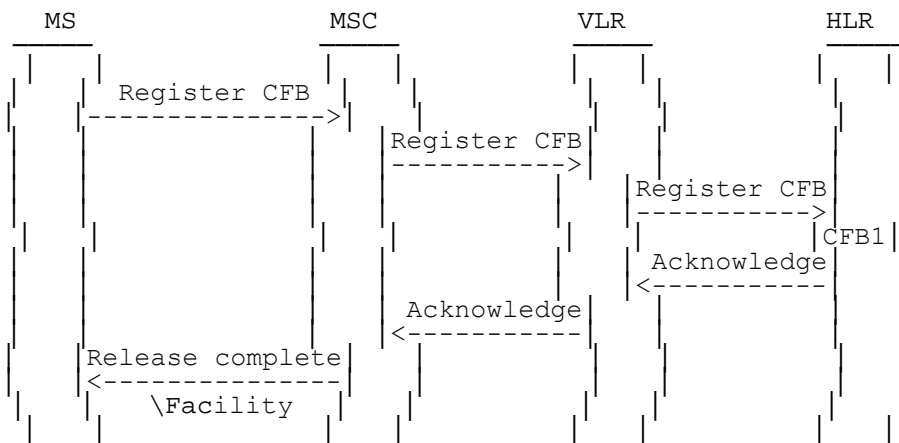 MS MSC VLR HLR
Register CFB
Register CFB
Register CFB
CFB1
Acknowledge
Acknowledge
Release complete
\Facility